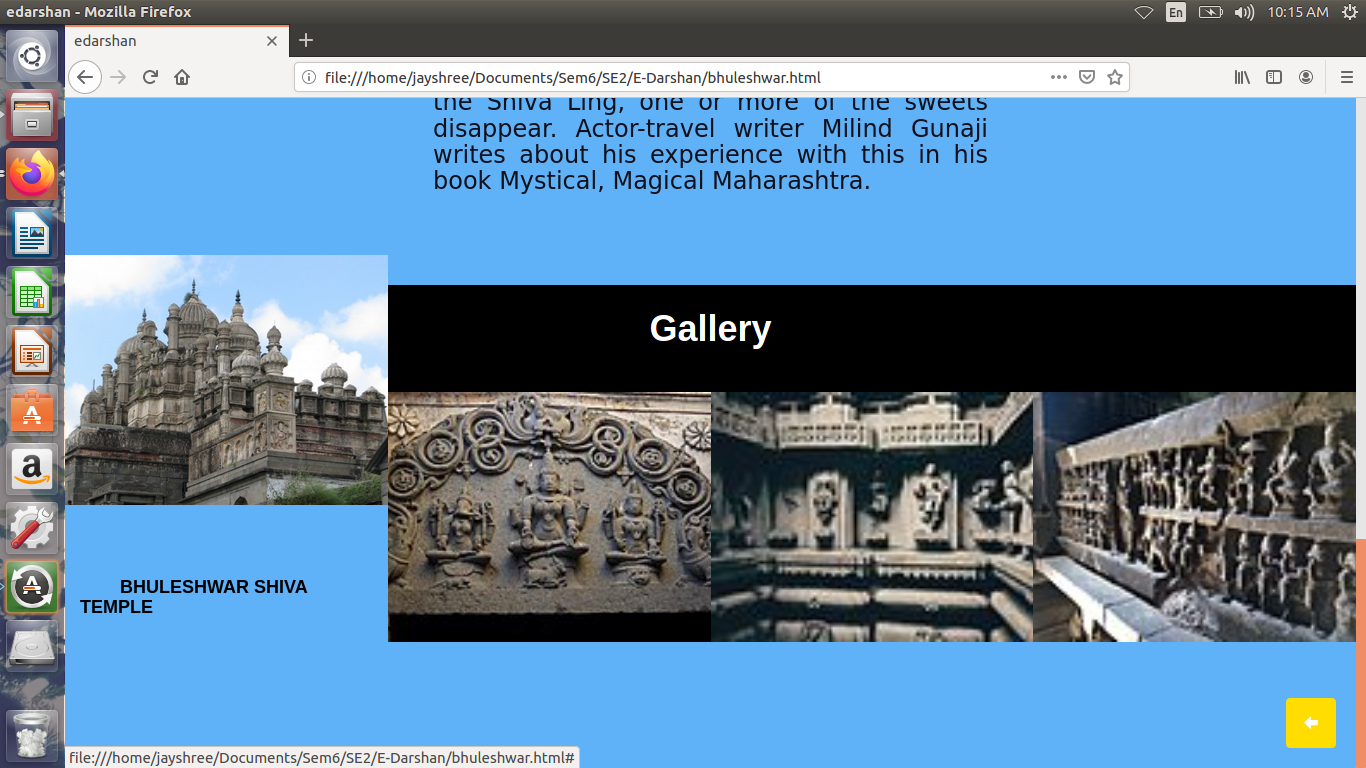 edarshan - Mozilla Firefox
En
10:15 AM
edarshan
file:///home/jayshree/Documents/Sem6/SE2/E-Darshan/bhuleshwar.html
the Shiva Ling, one or more of the sweets
disappear. Actor-travel writer Milind Gunaji
writes about his experience with this in his
book Mystical, Magical Maharashtra.
Gallery
BHULESHWAR SHIVA
TEMPLE
file:///home/jayshree/Documents/Sem6/SE2/E-Darshan/bhuleshwar.html#